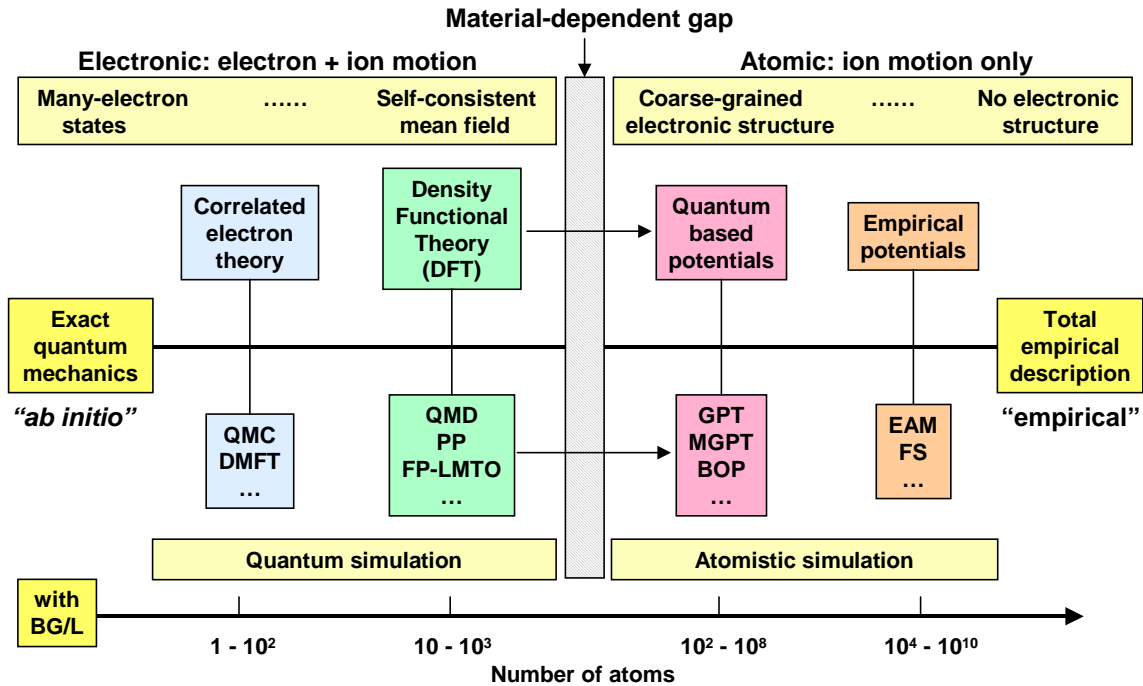 Material-dependent gap
Electronic: electron + ion motion
Atomic: ion motion only
Many-electron
states
……
Self-consistent
mean field
Coarse-grained
electronic structure
……
No electronic
structure
Correlated
electron
theory
Density
Functional
Theory
(DFT)
Quantum
based
potentials
Empirical
potentials
Exact
quantum
mechanics
Total
empirical
description
“ab initio”
“empirical”
QMC
DMFT
…
QMD
PP
FP-LMTO
…
GPT
MGPT
BOP
…
EAM
FS
…
Quantum simulation
Atomistic simulation
with
BG/L
1 - 10²
10 - 10³
10² - 10⁸
10⁴ - 10¹⁰
Number of atoms